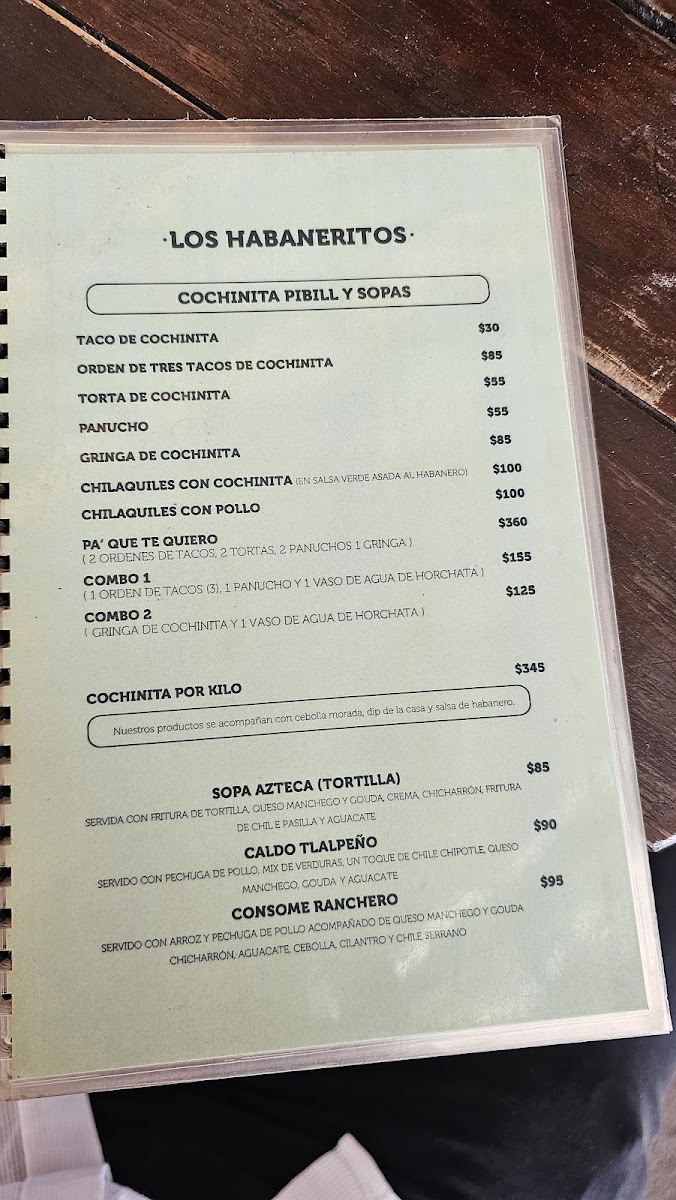 ·LOS HABANERITOS·
COCHINITA PIBILL Y SOPAS
TACO DE COCHINITA $30
ORDEN DE TRES TACOS DE COCHINITA $85
TORTA DE COCHINITA $55
PANUCHO $55
GRINGA DE COCHINITA $85
CHILAQUILES CON COCHINITA (EN SALSA VERDE ASADA AL HABANERO) $100
CHILAQUILES CON POLLO $100
PA' QUE TE QUIERO $360
( 2 ORDENES DE TACOS, 2 TORTAS, 2 PANUCHOS 1 GRINGA )
COMBO 1 $155
( 1 ORDEN DE TACOS (3), 1 PANUCHO Y 1 VASO DE AGUA DE HORCHATA )
COMBO 2 $125
( GRINGA DE COCHINITA Y 1 VASO DE AGUA DE HORCHATA )
COCHINITA POR KILO $345
Nuestros productos se acompañan con cebolla morada, dip de la casa y salsa de habanero.
SOPA AZTECA (TORTILLA) $85
SERVIDA CON FRITURA DE TORTILLA, QUESO MANCHEGO Y GOUDA, CREMA, CHICHARRÓN, FRITURA
DE CHIL E PASILLA Y AGUACATE
CALDO TLALPEÑO $90
SERVIDO CON PECHUGA DE POLLO, MIX DE VERDURAS, UN TOQUE DE CHILE CHIPOTLE, QUESO
MANCHEGO, GOUDA Y AGUACATE
CONSOME RANCHERO $95
SERVIDO CON ARROZ Y PECHUGA DE POLLO ACOMPAÑADO DE QUESO MANCHEGO Y GOUDA
CHICHARRÓN, AGUACATE, CEBOLLA, CILANTRO Y CHILE SERRANO